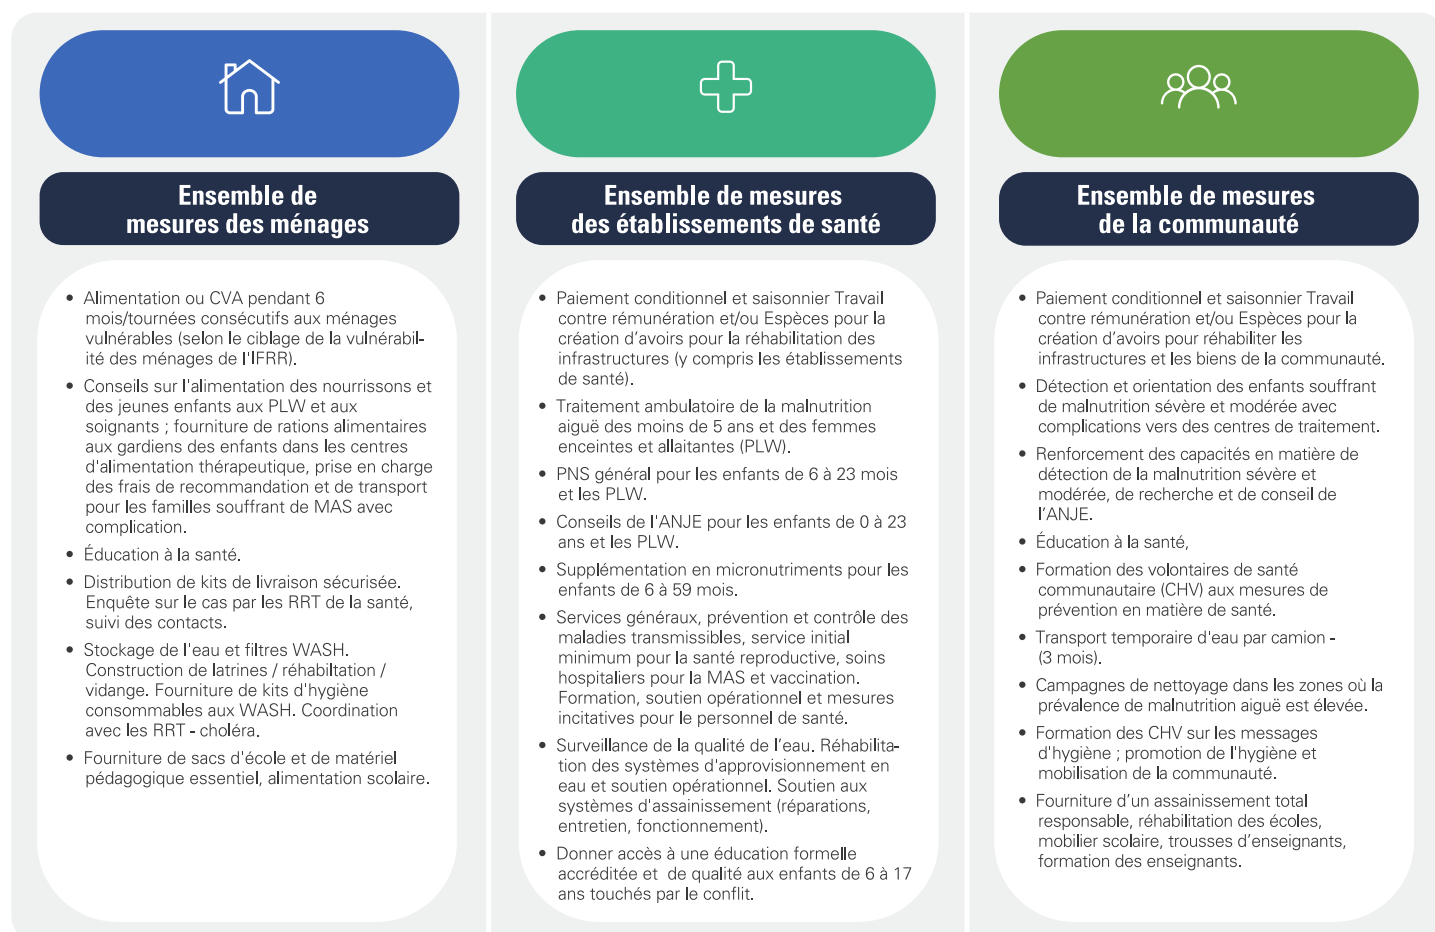 Ensemble de
mesures des ménages
• Alimentation ou CVA pendant 6
mois/tournées consécutifs aux ménages
vulnérables (selon le ciblage de la vulnérabil-
ité des ménages de l'IFRR).
• Conseils sur l'alimentation des nourrissons et
des jeunes enfants aux PLW et aux
soignants ; fourniture de rations alimentaires
aux gardiens des enfants dans les centres
d'alimentation thérapeutique, prise en charge
des frais de recommandation et de transport
pour les familles souffrant de MAS avec
complication.
• Éducation à la santé.
• Distribution de kits de livraison sécurisée.
Enquête sur le cas par les RRT de la santé,
suivi des contacts.
• Stockage de l'eau et filtres WASH.
Construction de latrines / réhabiltation /
vidange. Fourniture de kits d'hygiène
consommables aux WASH. Coordination
avec les RRT - choléra.
• Fourniture de sacs d'école et de matériel
pédagogique essentiel, alimentation scolaire.
Ensemble de mesures
des établissements de santé
• Paiement conditionnel et saisonnier Travail
contre rémunération et/ou Espèces pour la
création d’avoirs pour la réhabilitation des
infrastructures (y compris les établissements
de santé).
• Traitement ambulatoire de la malnutrition
aiguë des moins de 5 ans et des femmes
enceintes et allaitantes (PLW).
• PNS général pour les enfants de 6 à 23 mois
et les PLW.
• Conseils de l'ANJE pour les enfants de 0 à 23
ans et les PLW.
• Supplémentation en micronutriments pour les
enfants de 6 à 59 mois.
• Services généraux, prévention et contrôle des
maladies transmissibles, service initial
minimum pour la santé reproductive, soins
hospitaliers pour la MAS et vaccination.
Formation, soutien opérationnel et mesures
incitatives pour le personnel de santé.
• Surveillance de la qualité de l’eau. Réhabilita-
tion des systèmes d'approvisionnement en
eau et soutien opérationnel. Soutien aux
systèmes d'assainissement (réparations,
entretien, fonctionnement).
• Donner accès à une éducation formelle
accréditée et de qualité aux enfants de 6 à 17
ans touchés par le conflit.
Ensemble de mesures
de la communauté
• Paiement conditionnel et saisonnier Travail
contre rémunération et/ou Espèces pour la
création d’avoirs pour réhabiliter les
infrastructures et les biens de la communauté.
• Détection et orientation des enfants souffrant
de malnutrition sévère et modérée avec
complications vers des centres de traitement.
• Renforcement des capacités en matière de
détection de la malnutrition sévère et
modérée, de recherche et de conseil de
l’ANJE.
• Éducation à la santé,
• Formation des volontaires de santé
communautaire (CHV) aux mesures de
prévention en matière de santé.
• Transport temporaire d'eau par camion -
(3 mois).
• Campagnes de nettoyage dans les zones où la
prévalence de malnutrition aiguë est élevée.
• Formation des CHV sur les messages
d'hygiène ; promotion de l'hygiène et
mobilisation de la communauté.
• Fourniture d’un assainissement total
responsable, réhabilitation des écoles,
mobilier scolaire, trousses d’enseignants,
formation des enseignants.